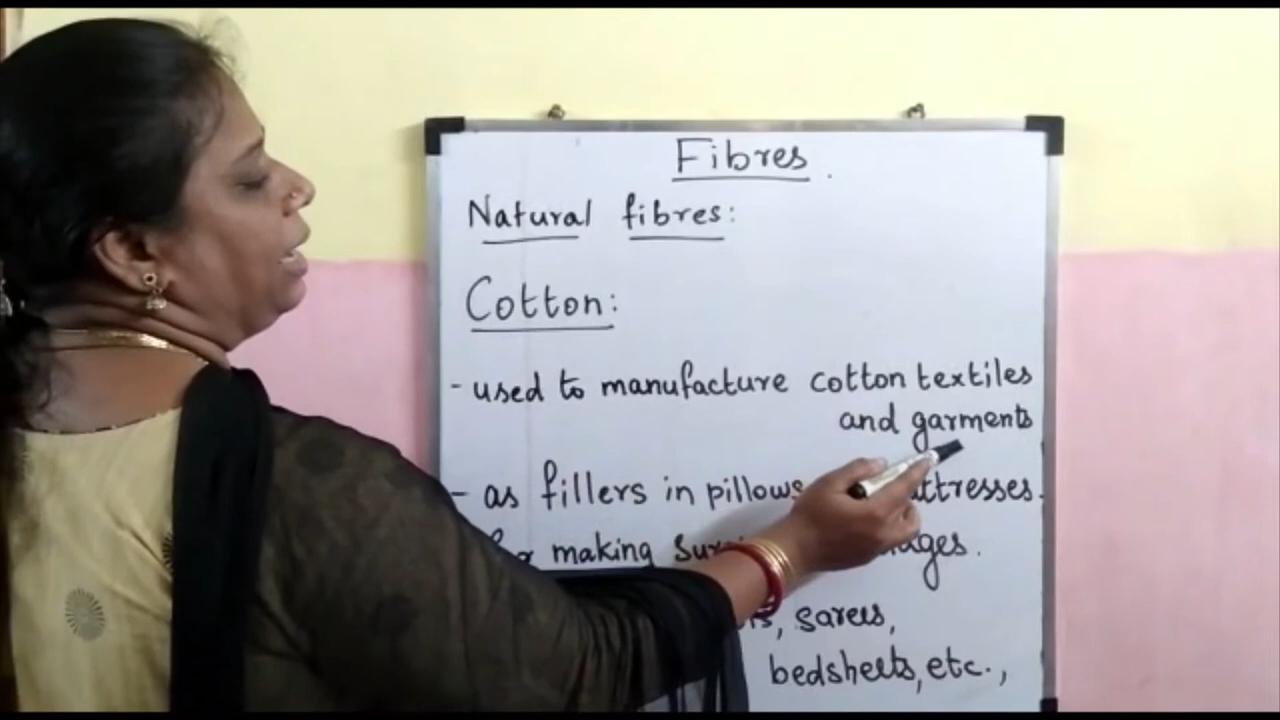 Fibres.
Natural fibres:
Cotton:
- used to manufacture cotton textiles
and garments
- as fillers in pillows
making
sarees,
bedsheets, etc.,